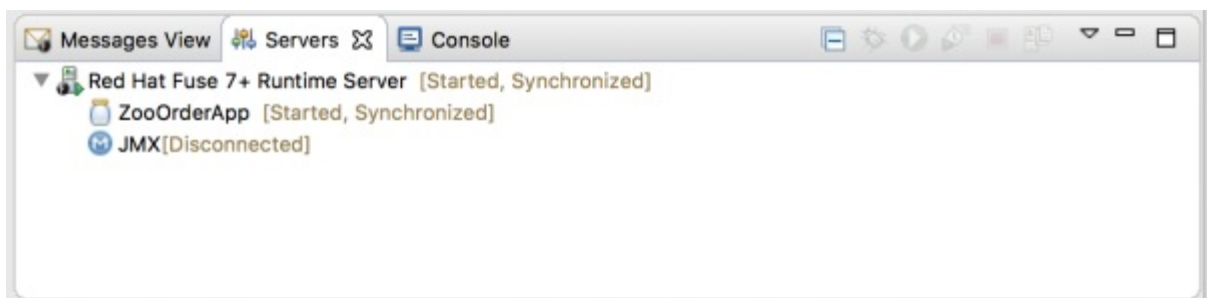 Messages View Servers Console
Red Hat Fuse 7+ Runtime Server [Started, Synchronized]
ZooOrderApp [Started, Synchronized]
JMX[Disconnected]